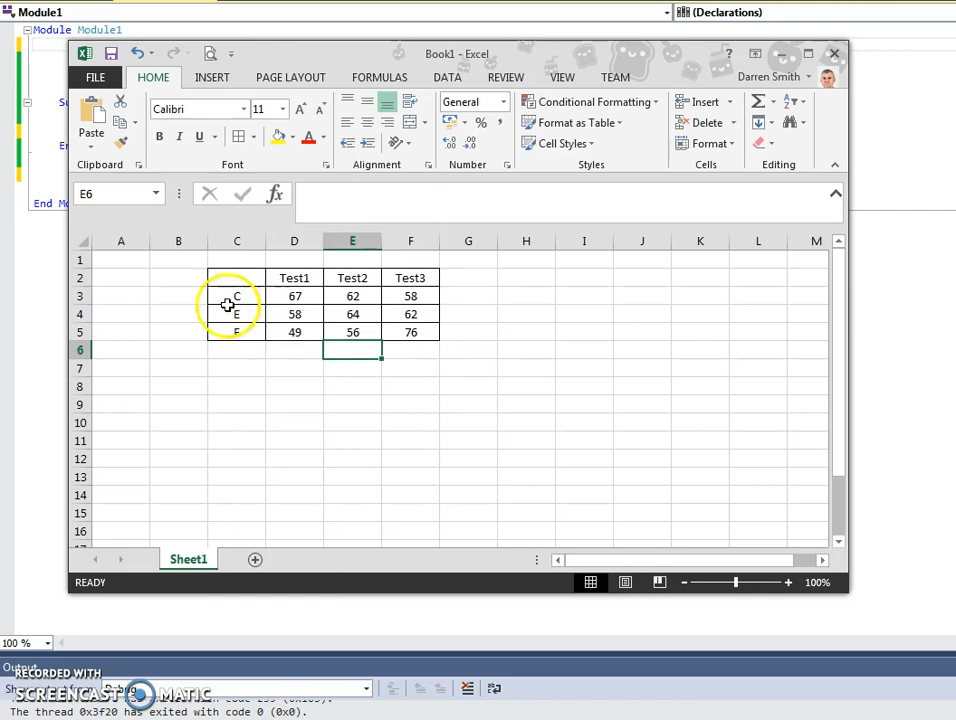 Module1
(Declarations)
Module Module1
Su
En
End Mo
Book1 - Excel
FILE HOME INSERT PAGE LAYOUT FORMULAS DATA REVIEW VIEW TEAM Darren Smith
Paste
Calibri 11
B I U
General
Conditional Formatting
Format as Table
Cell Styles
Insert
Delete
Format
Clipboard Font Alignment Number Styles Cells Editing
E6
A B C D E F G H I J K L M
1
2 Test1 Test2 Test3
3 C 67 62 58
4 E 58 64 62
5 F 49 56 76
6
7
8
9
10
11
12
13
14
15
16
Sheet1
READY 100%
100 %
Output
RECORDED WITH
SCREENCAST MATIC
Debug
The thread 0x3f20 has exited with code 0 (0x0).